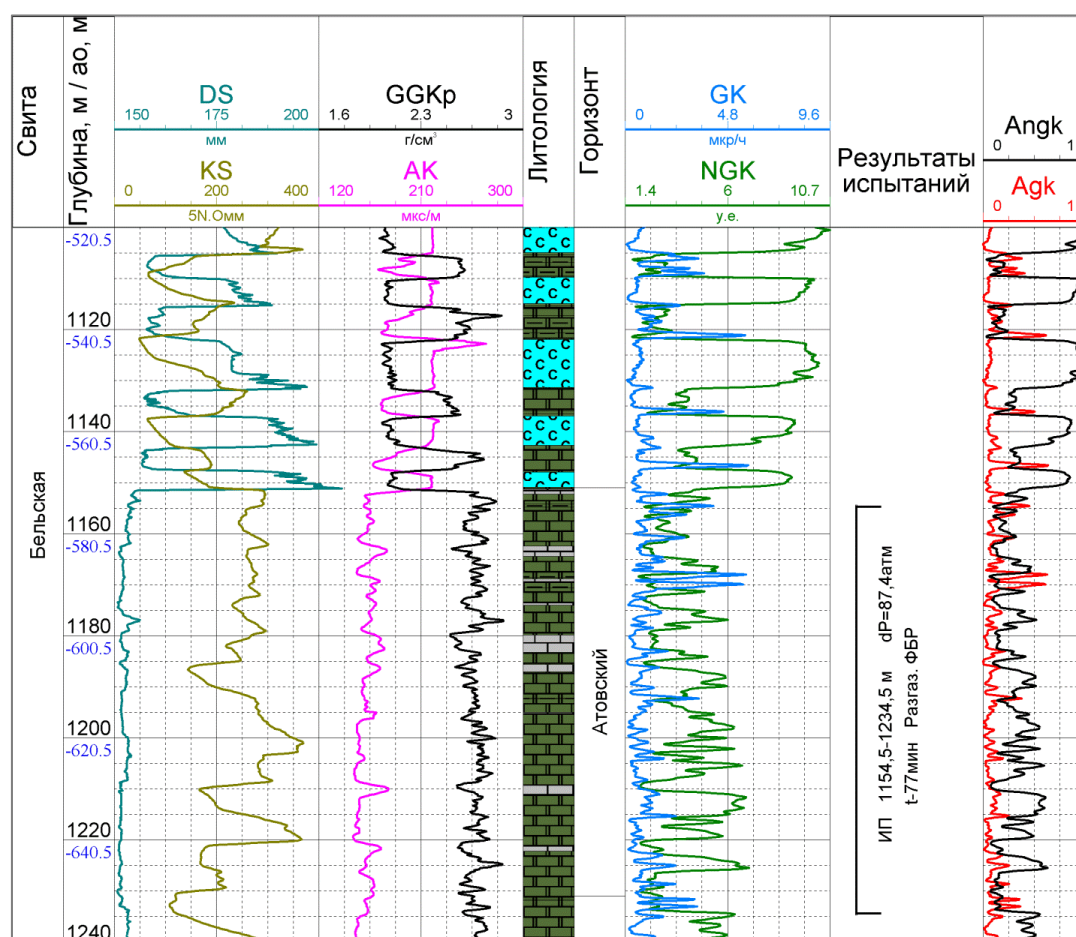 Свита
Глубина, м / ао, м
DS
150 175 200
мм
KS
0 200 400
5N.Омм
GGKp
1.6 2.3 3
г/см³
AK
120 210 300
мкс/м
Литология
Горизонт
GK
0 4.8 9.6
мкр/ч
NGK
1.4 6 10.7
у.е.
Результаты
испытаний
Angk
0 1
Agk
0 1
Бельская
-520.5
1120
-540.5
1140
-560.5
1160
-580.5
1180
-600.5
1200
-620.5
1220
-640.5
1240
C C C
C C C
C C C
C C C
C C C
C C C
C C C
C C C
C C C
C C C
C C C
Атовский
ИП 1154,5-1234,5 м dP=87,4атм
t-77мин Разгаз. ФБР